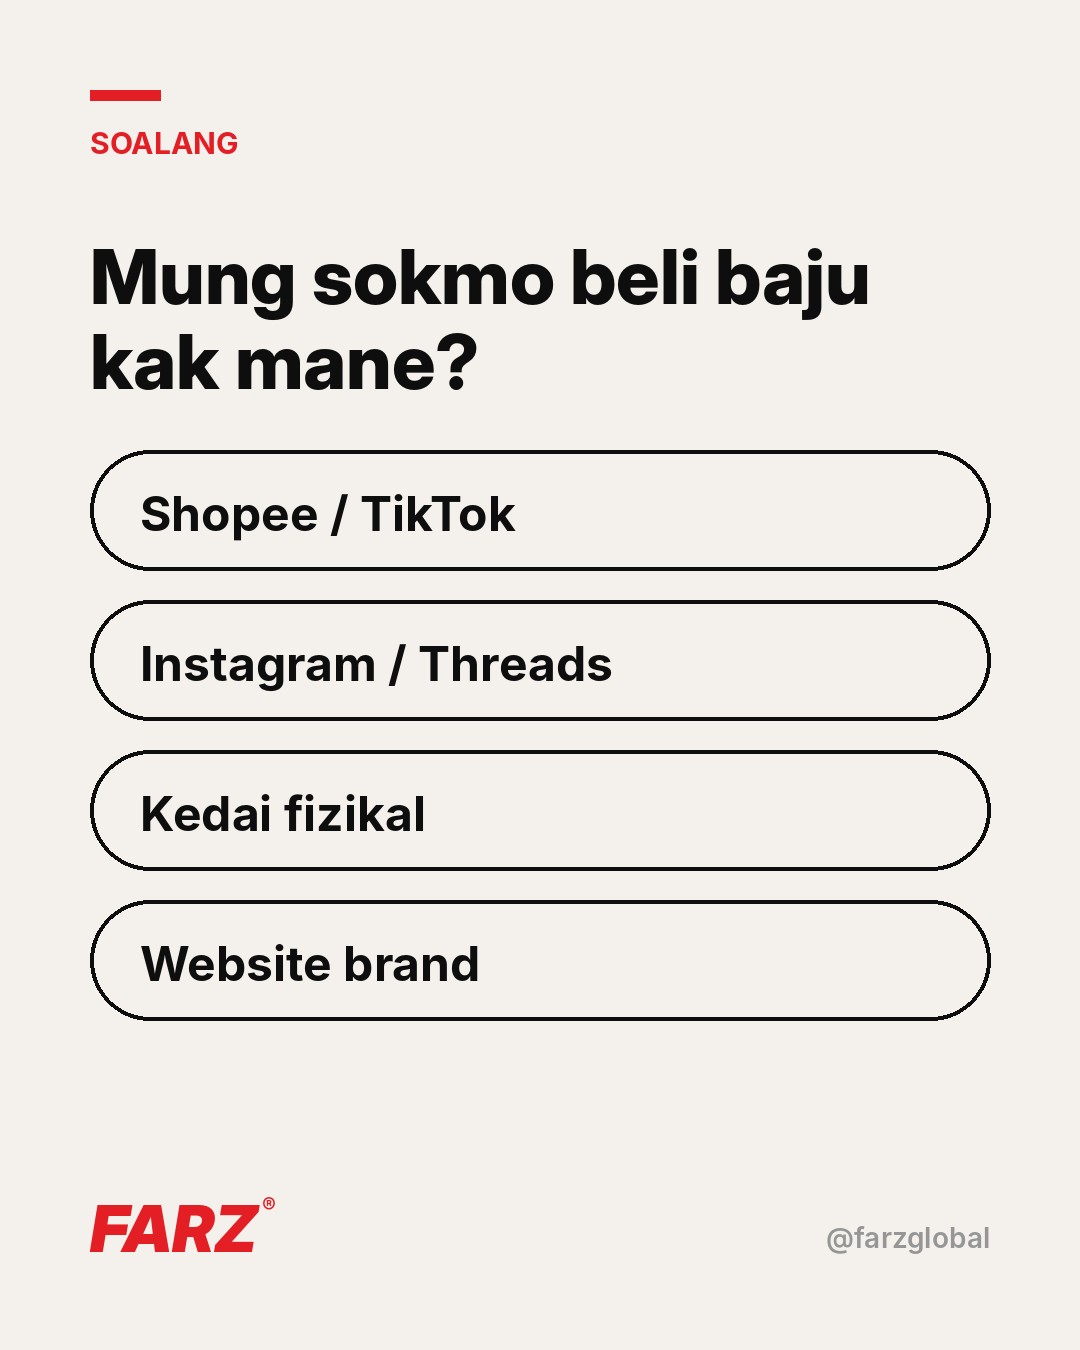 SOALANG
Mung sokmo beli baju
kak mane?
Shopee / TikTok
Instagram / Threads
Kedai fizikal
Website brand
FARZ®
@farzglobal